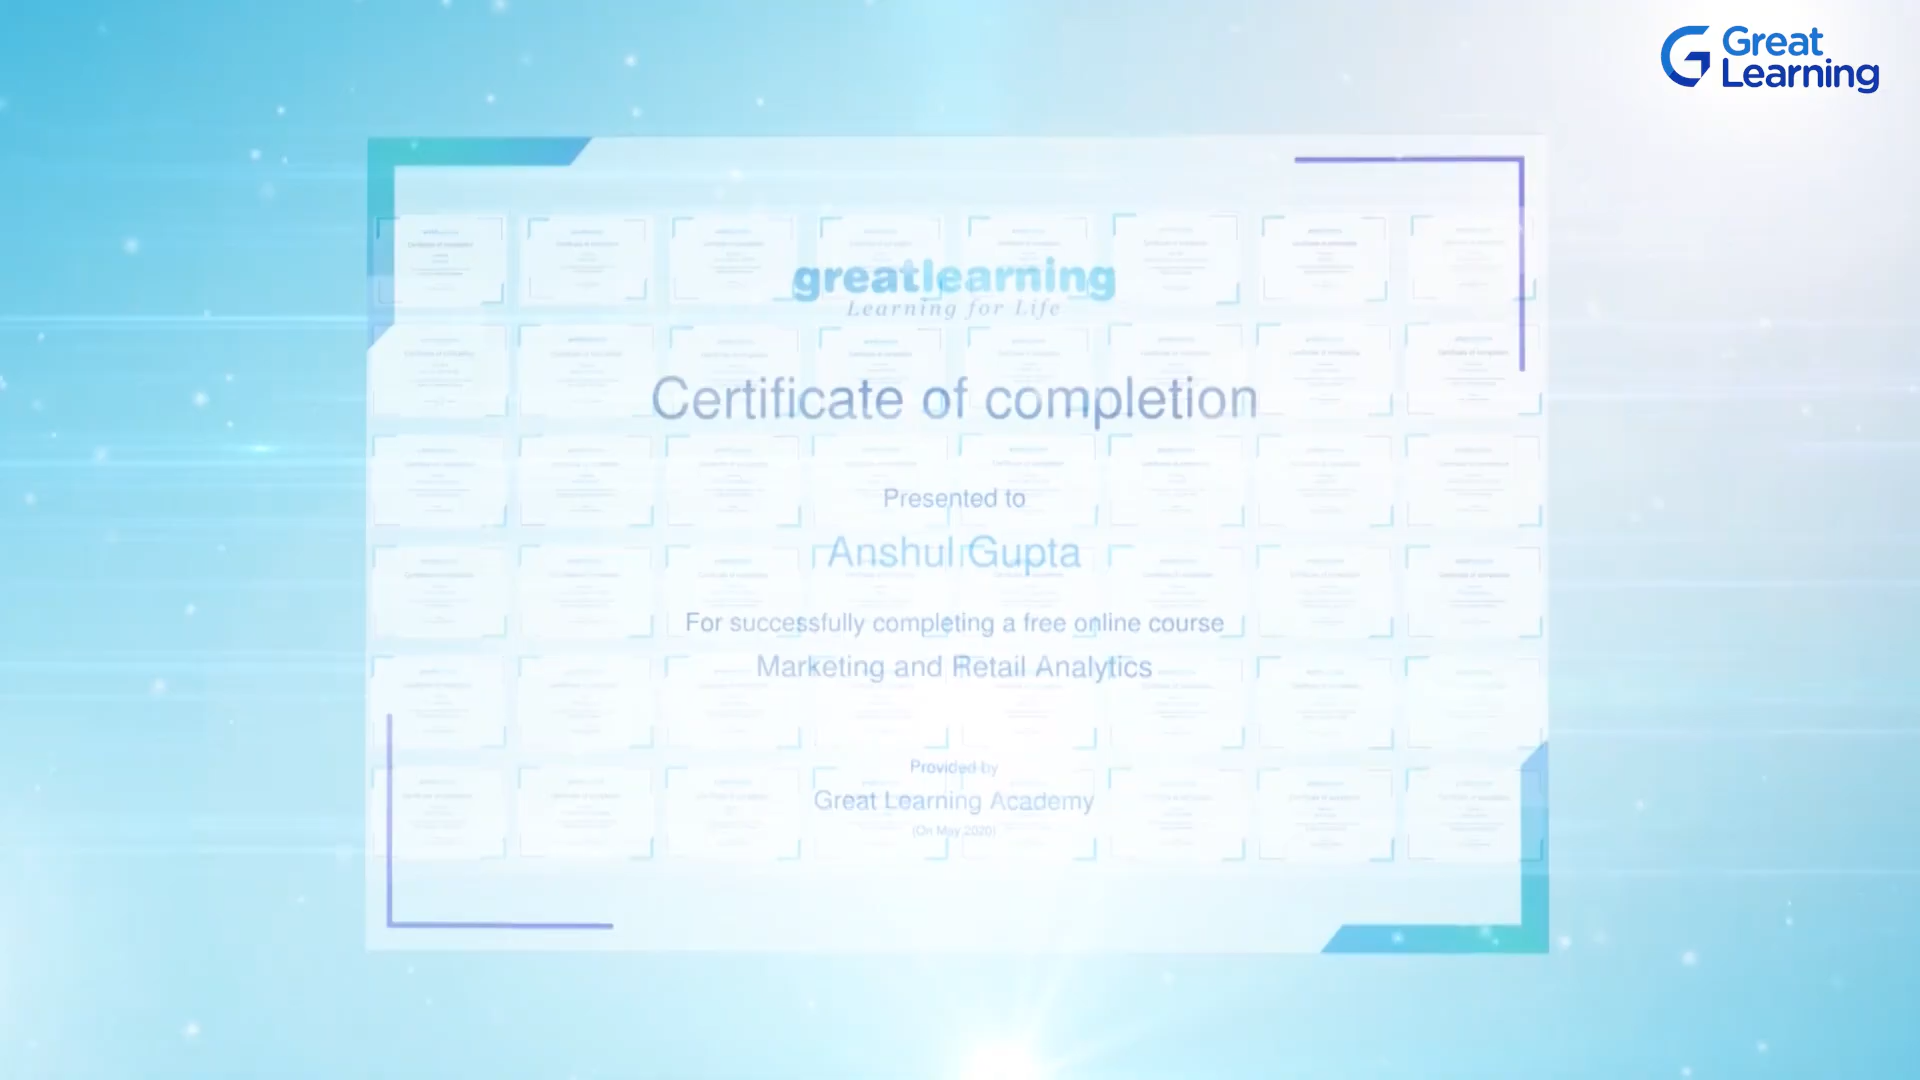 Great
Learning
greatlearning
Learning for Life
Certificate of completion
Presented to
Anshul Gupta
For successfully completing a free online course
Marketing and Retail Analytics
Provided by
Great Learning Academy
(On May 2020)